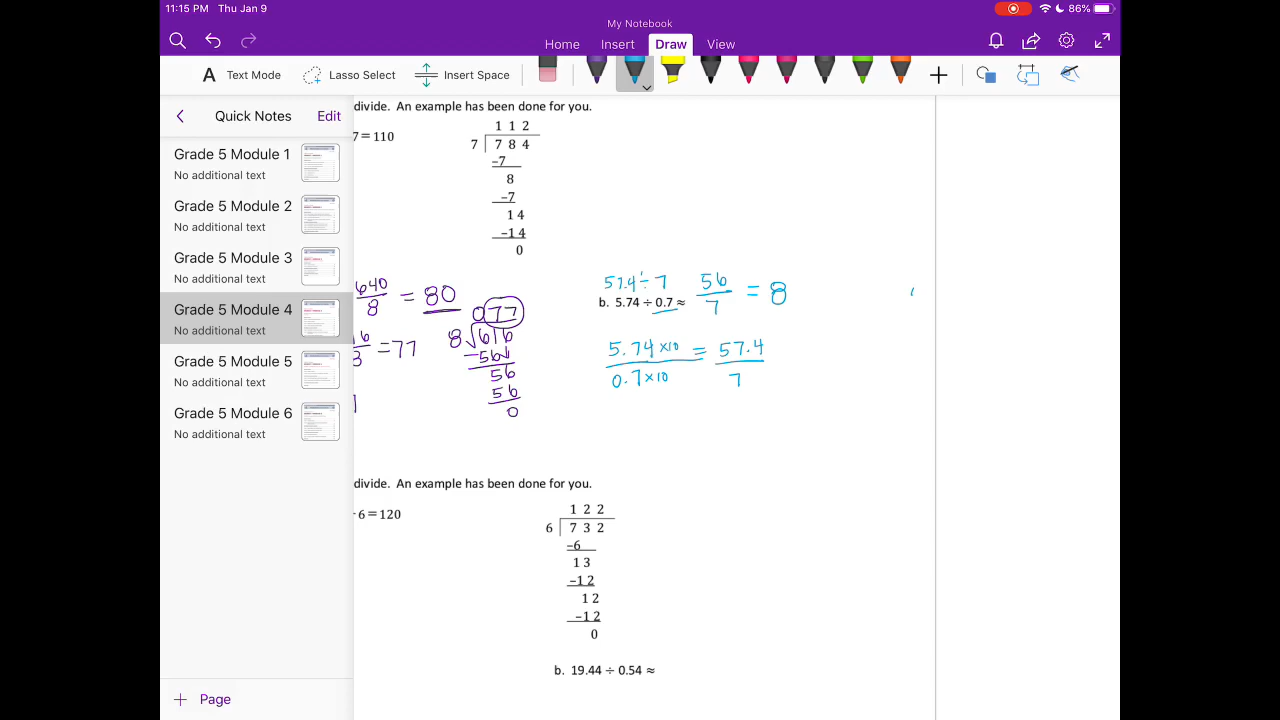 11:15 PM Thu Jan 9
86%
My Notebook
Home Insert Draw View
Text Mode Lasso Select Insert Space
Quick Notes Edit
Grade 5 Module 1
No additional text
Grade 5 Module 2
No additional text
Grade 5 Module 3
No additional text
Grade 5 Module 4
No additional text
Grade 5 Module 5
No additional text
Grade 5 Module 6
No additional text
Page
divide. An example has been done for you.
7 = 110
1 1 2
7 7 8 4
−7
8
−7
1 4
−1 4
0
640
8
= 80
= 77
077
8 616
−56
56
56
0
57.4 ÷ 7
b. 5.74 ÷ 0.7 ≈
56
7
= 8
5.74 ×10 = 57.4
0.7 ×10 7
divide. An example has been done for you.
6 = 120
1 2 2
6 7 3 2
−6
1 3
−1 2
1 2
−1 2
0
b. 19.44 ÷ 0.54 ≈